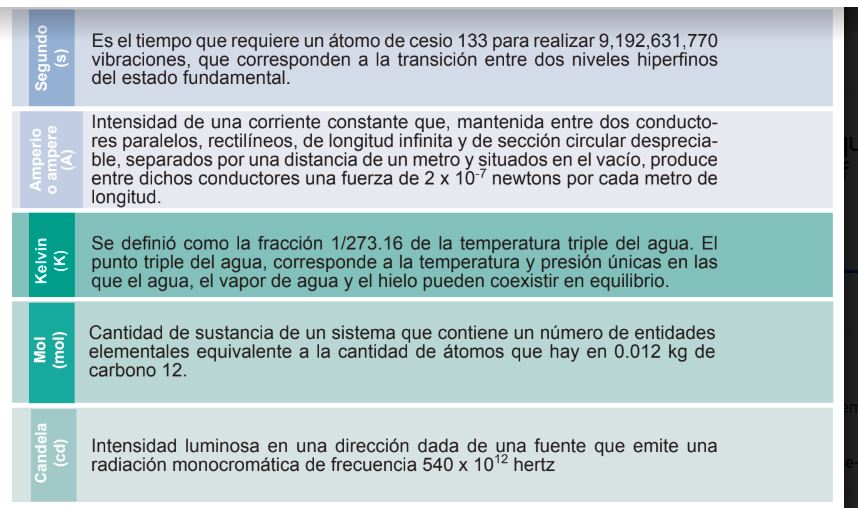 Segundo
(s)
Es el tiempo que requiere un átomo de cesio 133 para realizar 9,192,631,770
vibraciones, que corresponden a la transición entre dos niveles hiperfinos
del estado fundamental.
Amperio
o ampere
(A)
Intensidad de una corriente constante que, mantenida entre dos conducto-
res paralelos, rectilíneos, de longitud infinita y de sección circular desprecia-
ble, separados por una distancia de un metro y situados en el vacío, produce
entre dichos conductores una fuerza de 2 x 10⁻⁷ newtons por cada metro de
longitud.
Kelvin
(K)
Se definió como la fracción 1/273.16 de la temperatura triple del agua. El
punto triple del agua, corresponde a la temperatura y presión únicas en las
que el agua, el vapor de agua y el hielo pueden coexistir en equilibrio.
Mol
(mol)
Cantidad de sustancia de un sistema que contiene un número de entidades
elementales equivalente a la cantidad de átomos que hay en 0.012 kg de
carbono 12.
Candela
(cd)
Intensidad luminosa en una dirección dada de una fuente que emite una
radiación monocromática de frecuencia 540 x 10¹² hertz